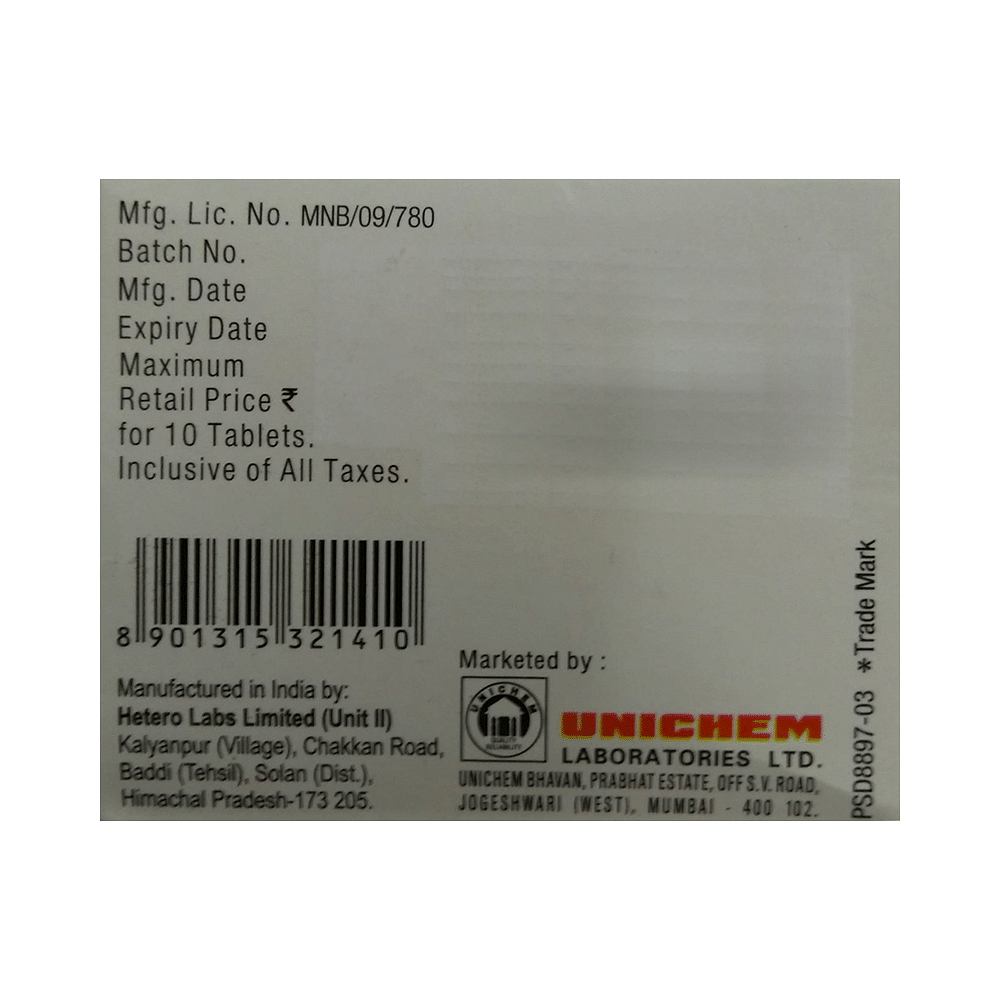 Mfg. Lic. No. MNB/09/780
Batch No.
Mfg. Date
Expiry Date
Maximum
Retail Price ₹
for 10 Tablets.
Inclusive of All Taxes.
8 901315 321410
Manufactured in India by:
Hetero Labs Limited (Unit II)
Kalyanpur (Village), Chakkan Road,
Baddi (Tehsil), Solan (Dist.),
Himachal Pradesh-173 205.
Marketed by :
UNICHEM
QUALITY
RELIABILITY
UNICHEM
LABORATORIES LTD.
UNICHEM BHAVAN, PRABHAT ESTATE, OFF S.V. ROAD,
JOGESHWARI (WEST), MUMBAI - 400 102.
PSD8897-03 *Trade Mark